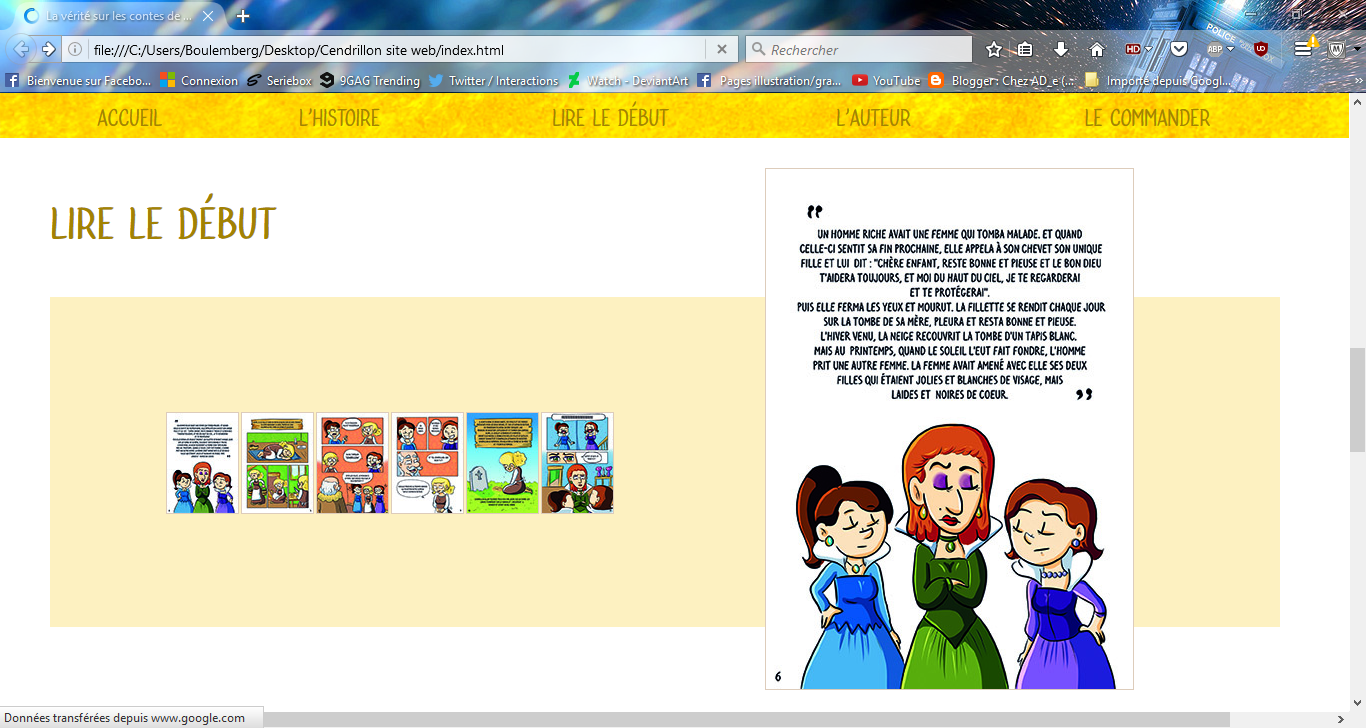 La vérité sur les contes de ...
file:///C:/Users/Boulemberg/Desktop/Cendrillon site web/index.html
Rechercher
HD
ABP
Bienvenue sur Facebo...
Connexion
Seriebox
9GAG Trending
Twitter / Interactions
Watch - DeviantArt
Pages illustration/gra...
YouTube
Blogger : Chez AD_e (...
Importé depuis Googl...
POLICE
ACCUEIL
L'HISTOIRE
LIRE LE DÉBUT
L'AUTEUR
LE COMMANDER
LIRE LE DÉBUT
"
UN HOMME RICHE AVAIT UNE FEMME QUI TOMBA MALADE. ET QUAND
CELLE-CI SENTIT SA FIN PROCHAINE, ELLE APPELA À SON CHEVET SON UNIQUE
FILLE ET LUI DIT : "CHÈRE ENFANT, RESTE BONNE ET PIEUSE ET LE BON DIEU
T'AIDERA TOUJOURS, ET MOI DU HAUT DU CIEL, JE TE REGARDERAI
ET TE PROTÉGERAI".
PUIS ELLE FERMA LES YEUX ET MOURUT. LA FILLETTE SE RENDIT CHAQUE JOUR
SUR LA TOMBE DE SA MÈRE, PLEURA ET RESTA BONNE ET PIEUSE.
L'HIVER VENU, LA NEIGE RECOUVRIT LA TOMBE D'UN TAPIS BLANC.
MAIS AU PRINTEMPS, QUAND LE SOLEIL L'EUT FAIT FONDRE, L'HOMME
PRIT UNE AUTRE FEMME. LA FEMME AVAIT AMENÉ AVEC ELLE SES DEUX
FILLES QUI ÉTAIENT JOLIES ET BLANCHES DE VISAGE, MAIS
LAIDES ET NOIRES DE COEUR.
"
6
Données transférées depuis www.google.com